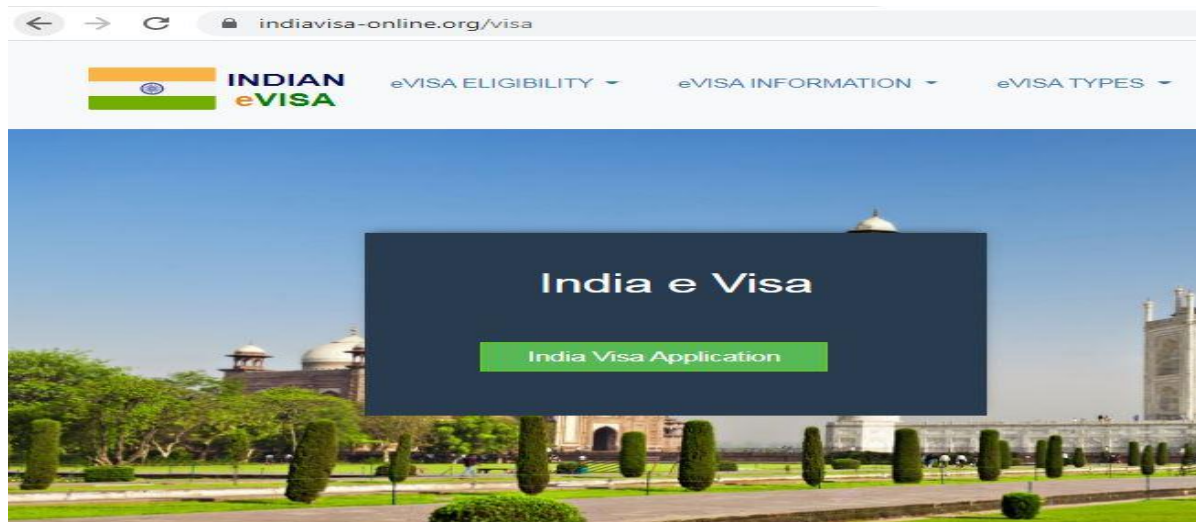 indiavisa-online.org/visa
INDIAN eVISA ELIGIBILITY eVISA INFORMATION eVISA TYPES
eVISA
India e Visa
India Visa Application